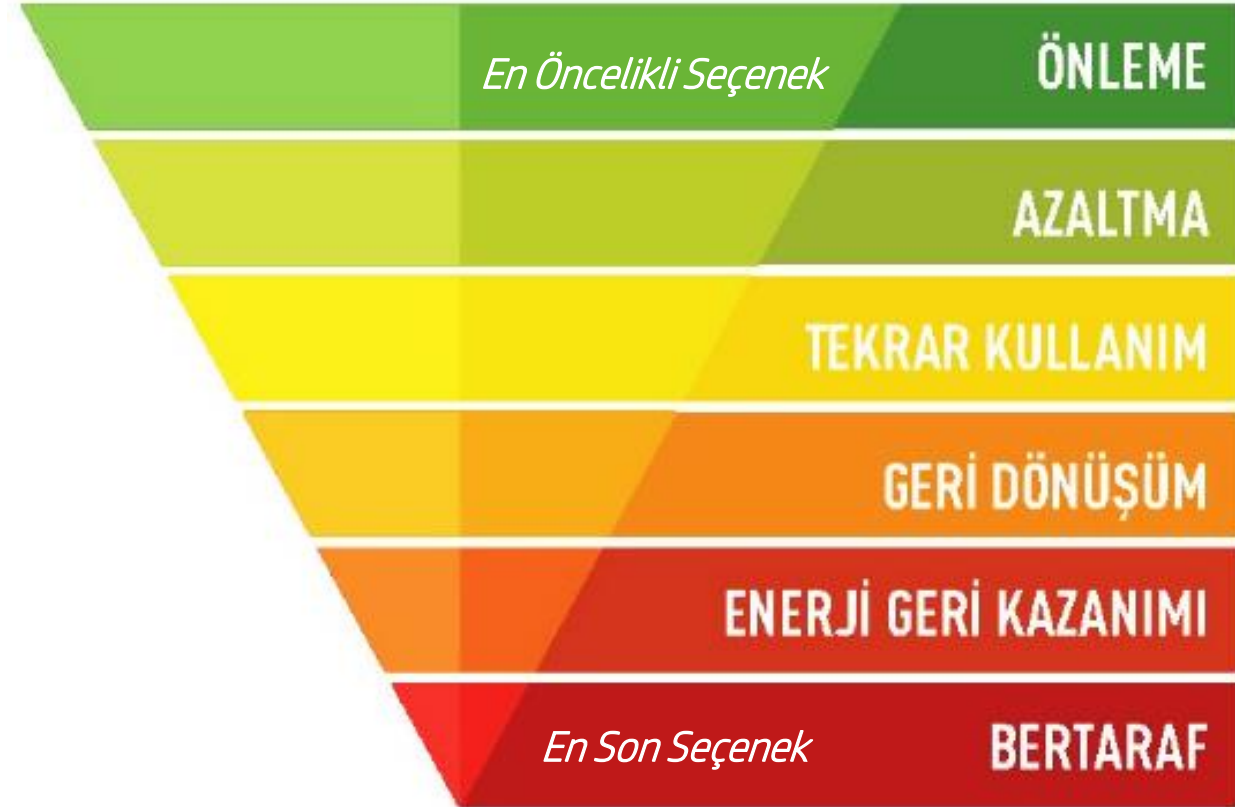 En Öncelikli Seçenek ÖNLEME
AZALTMA
TEKRAR KULLANIM
GERİ DÖNÜŞÜM
ENERJİ GERİ KAZANIMI
En Son Seçenek BERTARAF